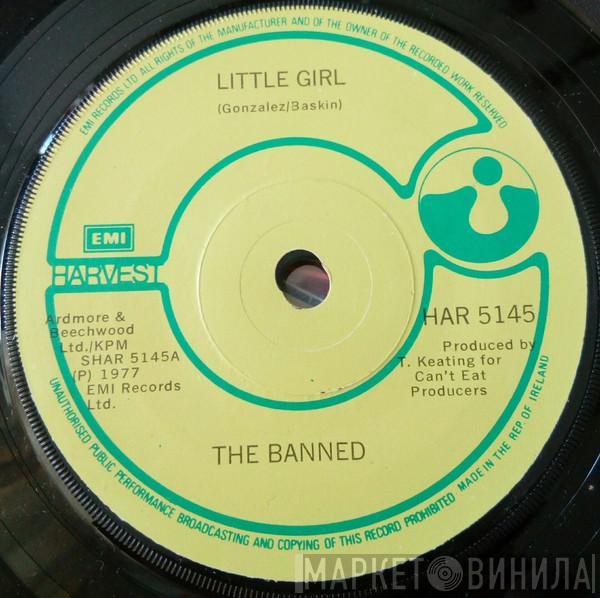 EMI RECORDS LTD ALL RIGHTS OF THE MANUFACTURER AND OF THE OWNER OF THE RECORDED WORK RESERVED
LITTLE GIRL
(Gonzalez/Baskin)
EMI
HARVEST
Ardmore &
Beechwood
Ltd./KPM
SHAR 5145A
(P) 1977
EMI Records
Ltd.
HAR 5145
Produced by
T. Keating for
Can't Eat
Producers
THE BANNED
UNAUTHORISED PUBLIC PERFORMANCE BROADCASTING AND COPYING OF THIS RECORD PROHIBITED MADE IN THE REP. OF IRELAND
МАРКЕТ ВИНИЛА